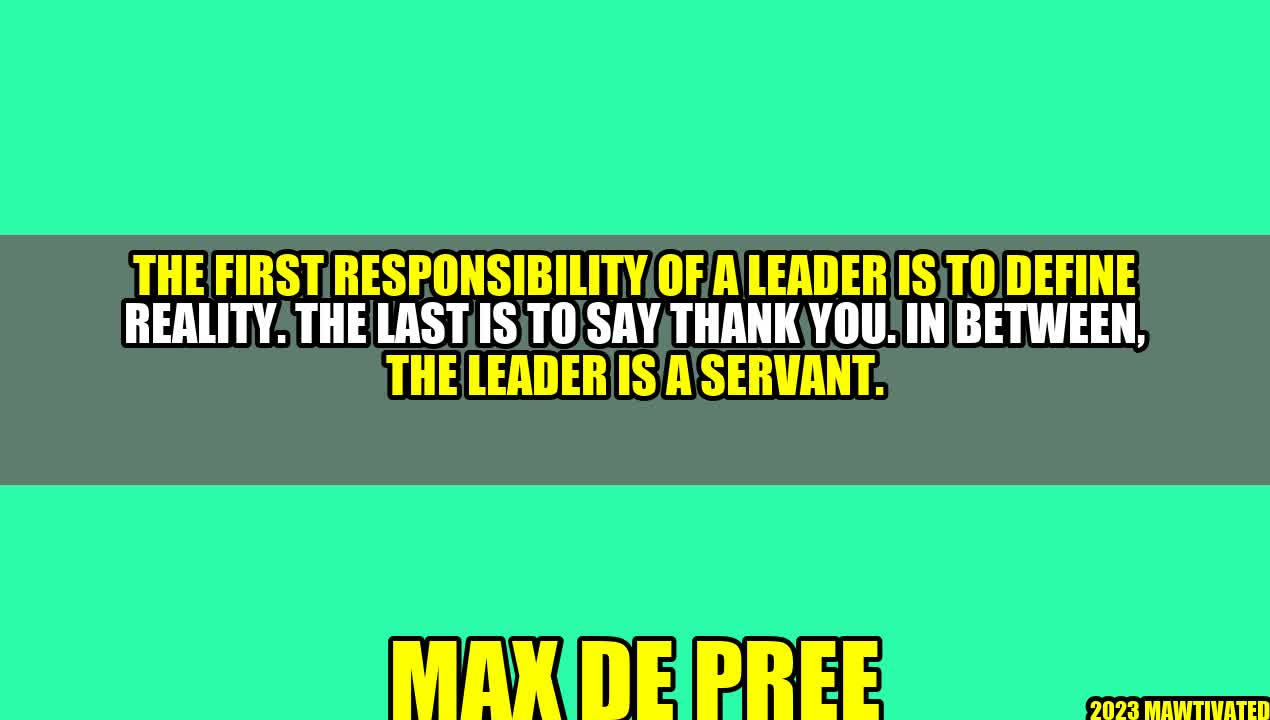 THE FIRST RESPONSIBILITY OF A LEADER IS TO DEFINE
REALITY. THE LAST IS TO SAY THANK YOU. IN BETWEEN,
THE LEADER IS A SERVANT.
MAX DE PREE
2023 MAWTIVATED